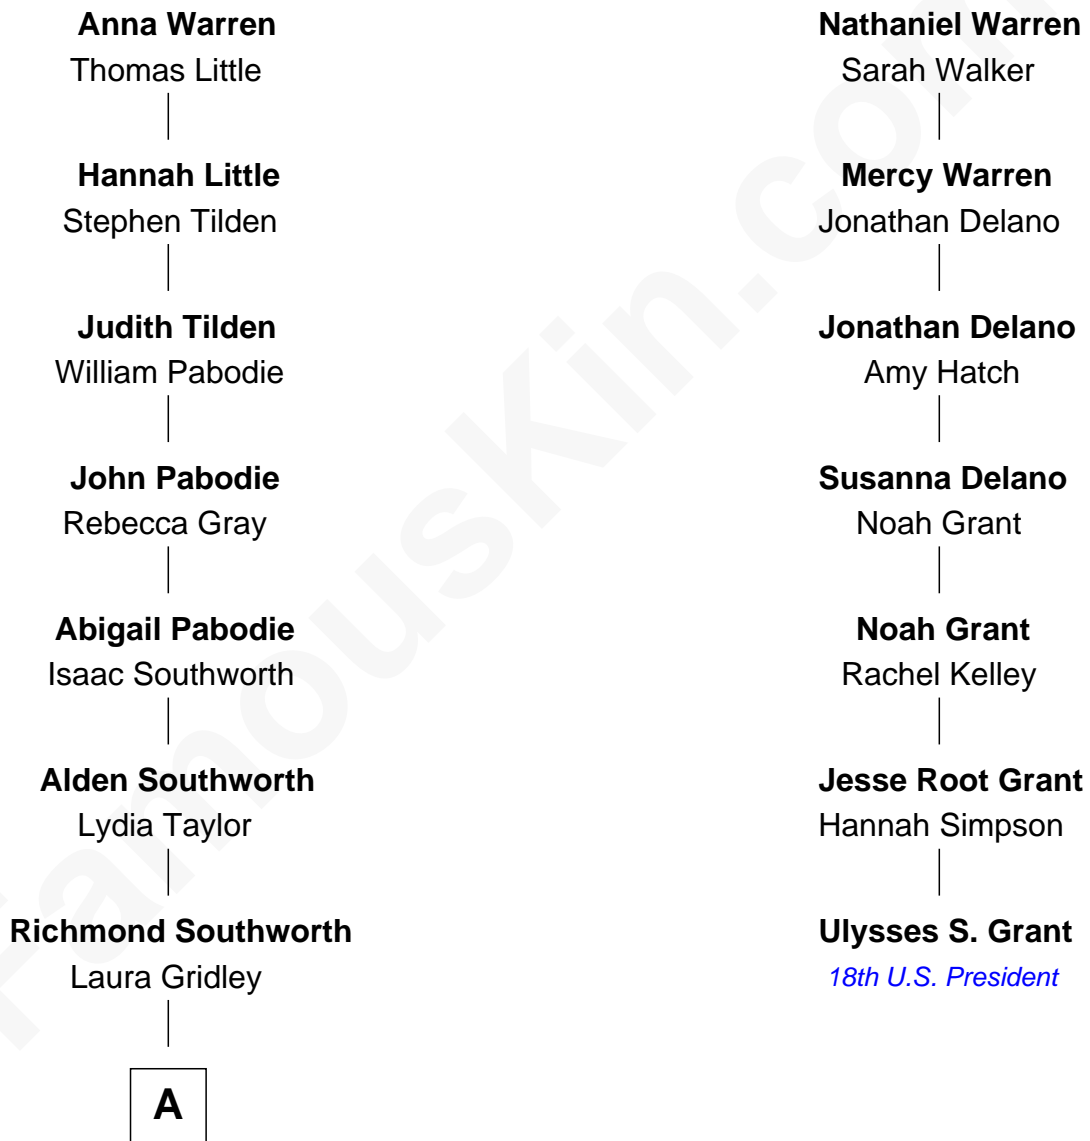 Anna Warren
Thomas Little
Hannah Little
Stephen Tilden
Judith Tilden
William Pabodie
John Pabodie
Rebecca Gray
Abigail Pabodie
Isaac Southworth
Alden Southworth
Lydia Taylor
Richmond Southworth
Laura Gridley
A
Nathaniel Warren
Sarah Walker
Mercy Warren
Jonathan Delano
Jonathan Delano
Amy Hatch
Susanna Delano
Noah Grant
Noah Grant
Rachel Kelley
Jesse Root Grant
Hannah Simpson
Ulysses S. Grant
18th U.S. President
FamousKin.com